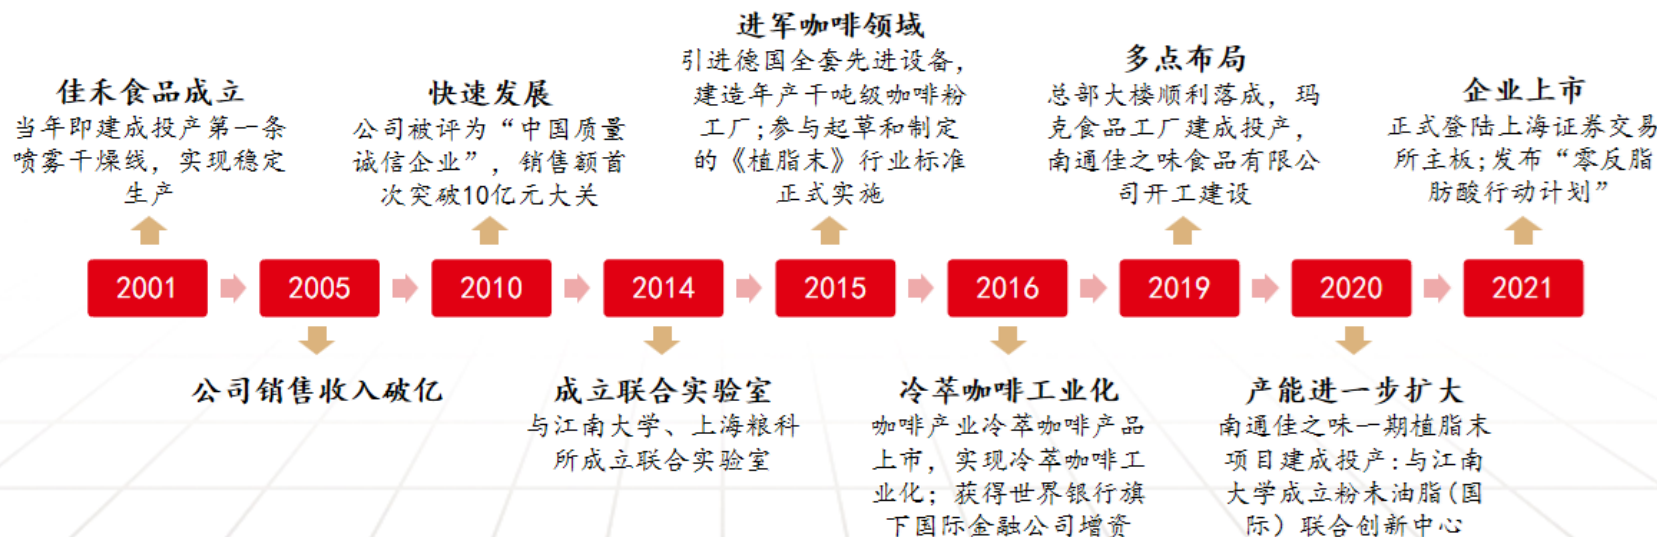 佳禾食品成立
当年即建成投产第一条
喷雾干燥线，实现稳定
生产
快速发展
公司被评为“中国质量
诚信企业”，销售额首
次突破10亿元大关
进军咖啡领域
引进德国全套先进设备，
建造年产干吨级咖啡粉
工厂;参与起草和制定
的《植脂末》行业标准
正式实施
多点布局
总部大楼顺利落成，玛
克食品工厂建成投产，
南通佳之味食品有限公
司开工建设
企业上市
正式登陆上海证券交易
所主板;发布“零反脂
肪酸行动计划”
2001
2005
2010
2014
2015
2016
2019
2020
2021
公司销售收入破亿
成立联合实验室
与江南大学、上海粮科
所成立联合实验室
冷萃咖啡工业化
咖啡产业冷萃咖啡产品
上市，实现冷萃咖啡工
业化；获得世界银行旗
下国际金融公司增资
产能进一步扩大
南通佳之味一期植脂末
项目建成投产:与江南
大学成立粉末油脂(国
际）联合创新中心